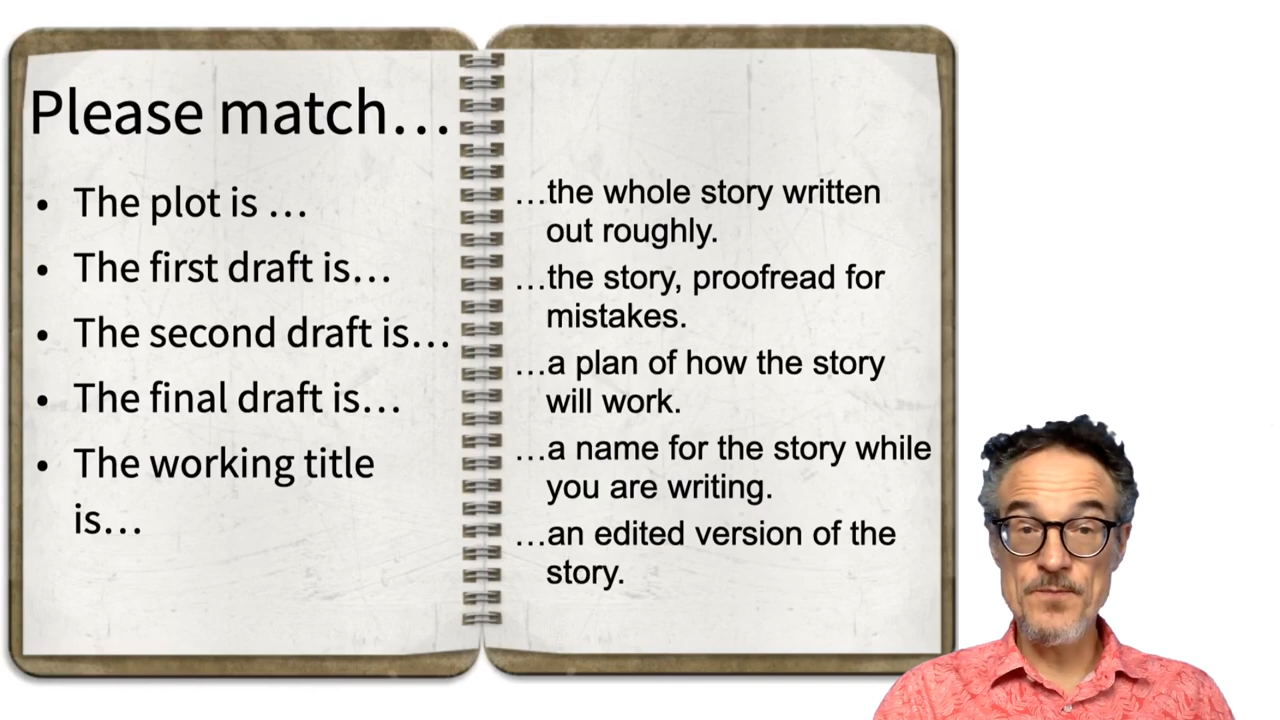 Please match…
• The plot is …
• The first draft is…
• The second draft is…
• The final draft is…
• The working title
is…
…the whole story written
out roughly.
…the story, proofread for
mistakes.
…a plan of how the story
will work.
…a name for the story while
you are writing.
…an edited version of the
story.